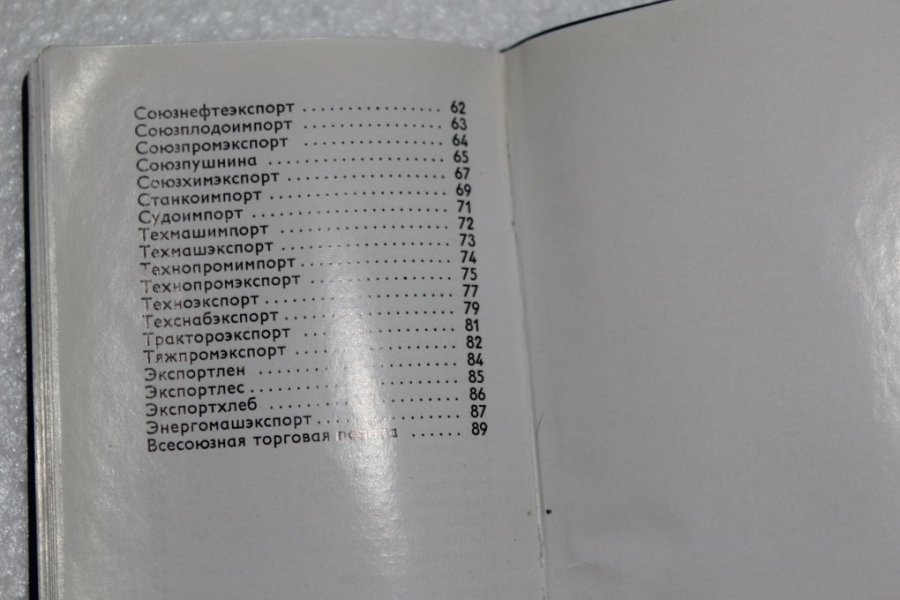 Союзнефтеэкспорт ................ 62
Союзплодоимпорт ................ 63
Союзпромэкспорт ................ 64
Союзпушнина .................... 65
Союзхимэкспорт .................. 67
Станкоимпорт .................... 69
Судоимпорт ...................... 71
Техмашимпорт .................... 72
Техмашэкспорт ................... 73
Технопромимпорт ................. 74
Технопромэкспорт ................ 75
Техноэкспорт .................... 77
Техснабэкспорт .................. 79
Трактороэкспорт ................. 81
Тяжпромэкспорт .................. 82
Экспортлен ...................... 84
Экспортлес ...................... 85
Экспортхлеб ..................... 86
Энергомашэкспорт ................ 87
Всесоюзная торговая палата ...... 89